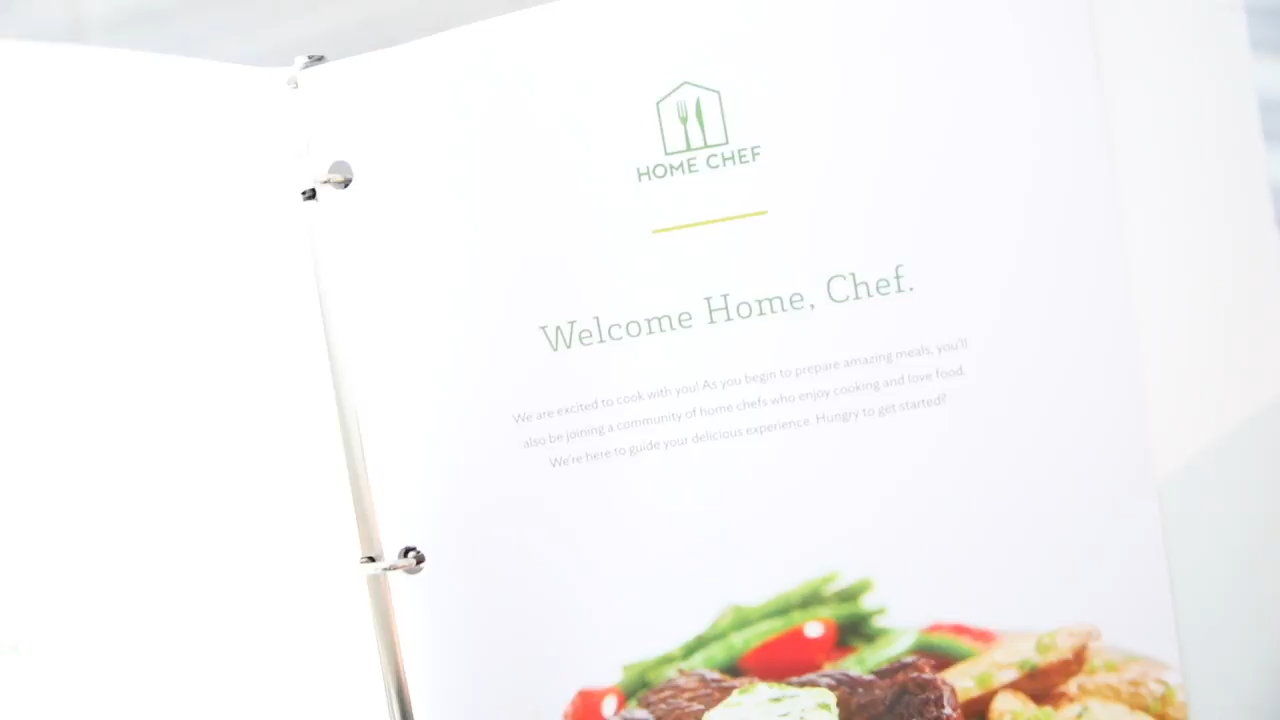 HOME CHEF
Welcome Home, Chef.
We are excited to cook with you! As you begin to prepare amazing meals, you'll
also be joining a community of home chefs who enjoy cooking and love food.
We're here to guide your delicious experience. Hungry to get started?